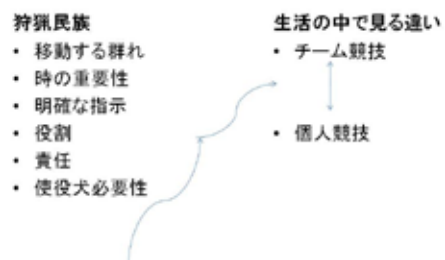 狩猟民族
• 移動する群れ
• 時の重要性
• 明確な指示
• 役割
• 責任
• 使役犬必要性
生活の中で見る違い
• チーム競技
• 個人競技